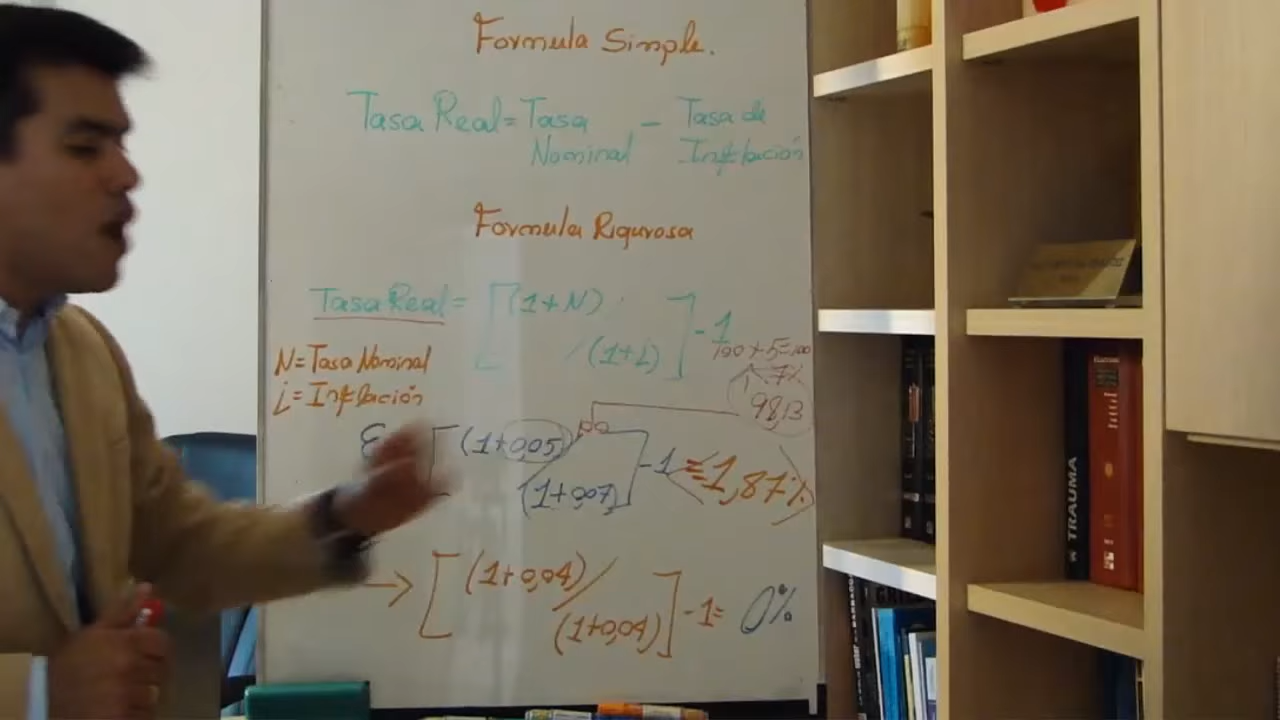 Formula Simple.
Tasa Real = Tasa Nominal - Tasa de Inflación
Formula Rigurosa
Tasa Real = [(1+N) / (1+i)] - 1
N = Tasa Nominal
i = Inflación
100 + 5 = 100
7%
98,13
[(1+0,05) / (1+0,07)] - 1 = -1,87%
→ [(1+0,04) / (1+0,04)] - 1 = 0%
TRAUMA